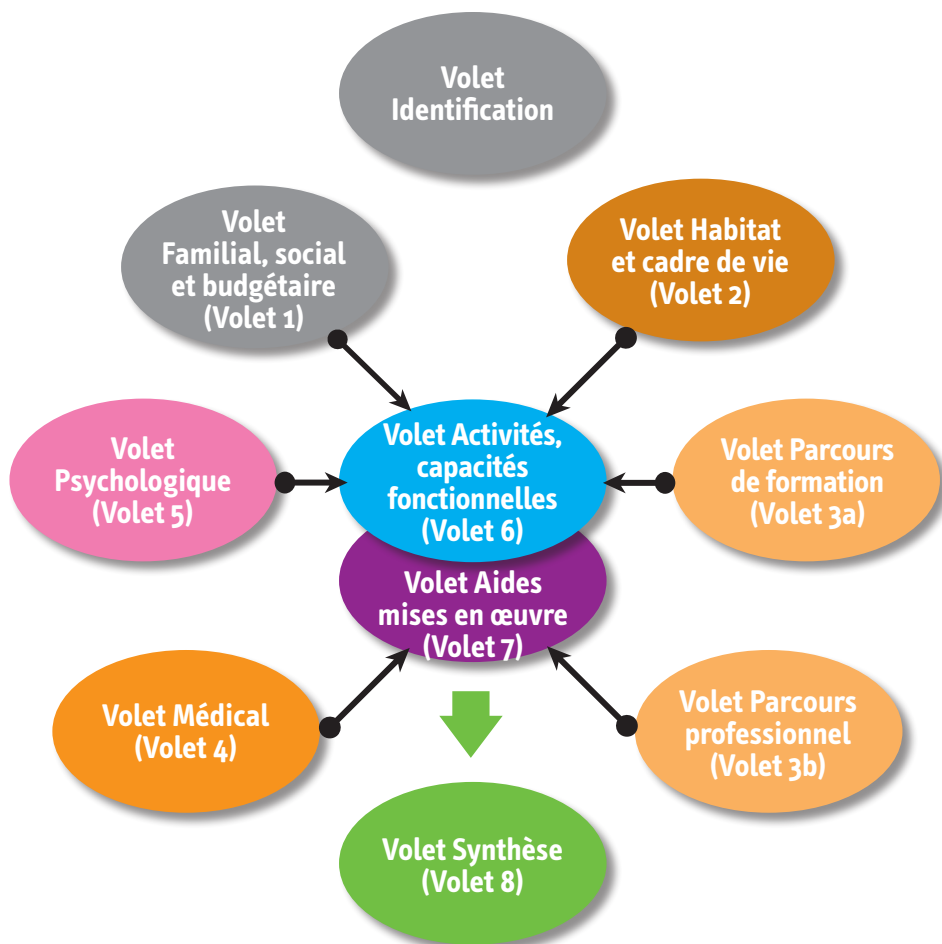 Volet
Identification
Volet
Familial, social
et budgétaire
(Volet 1)
Volet Habitat
et cadre de vie
(Volet 2)
Volet
Psychologique
(Volet 5)
Volet Activités,
capacités
fonctionnelles
(Volet 6)
Volet Parcours
de formation
(Volet 3a)
Volet Aides
mises en œuvre
(Volet 7)
Volet Médical
(Volet 4)
Volet Parcours
professionnel
(Volet 3b)
Volet Synthèse
(Volet 8)